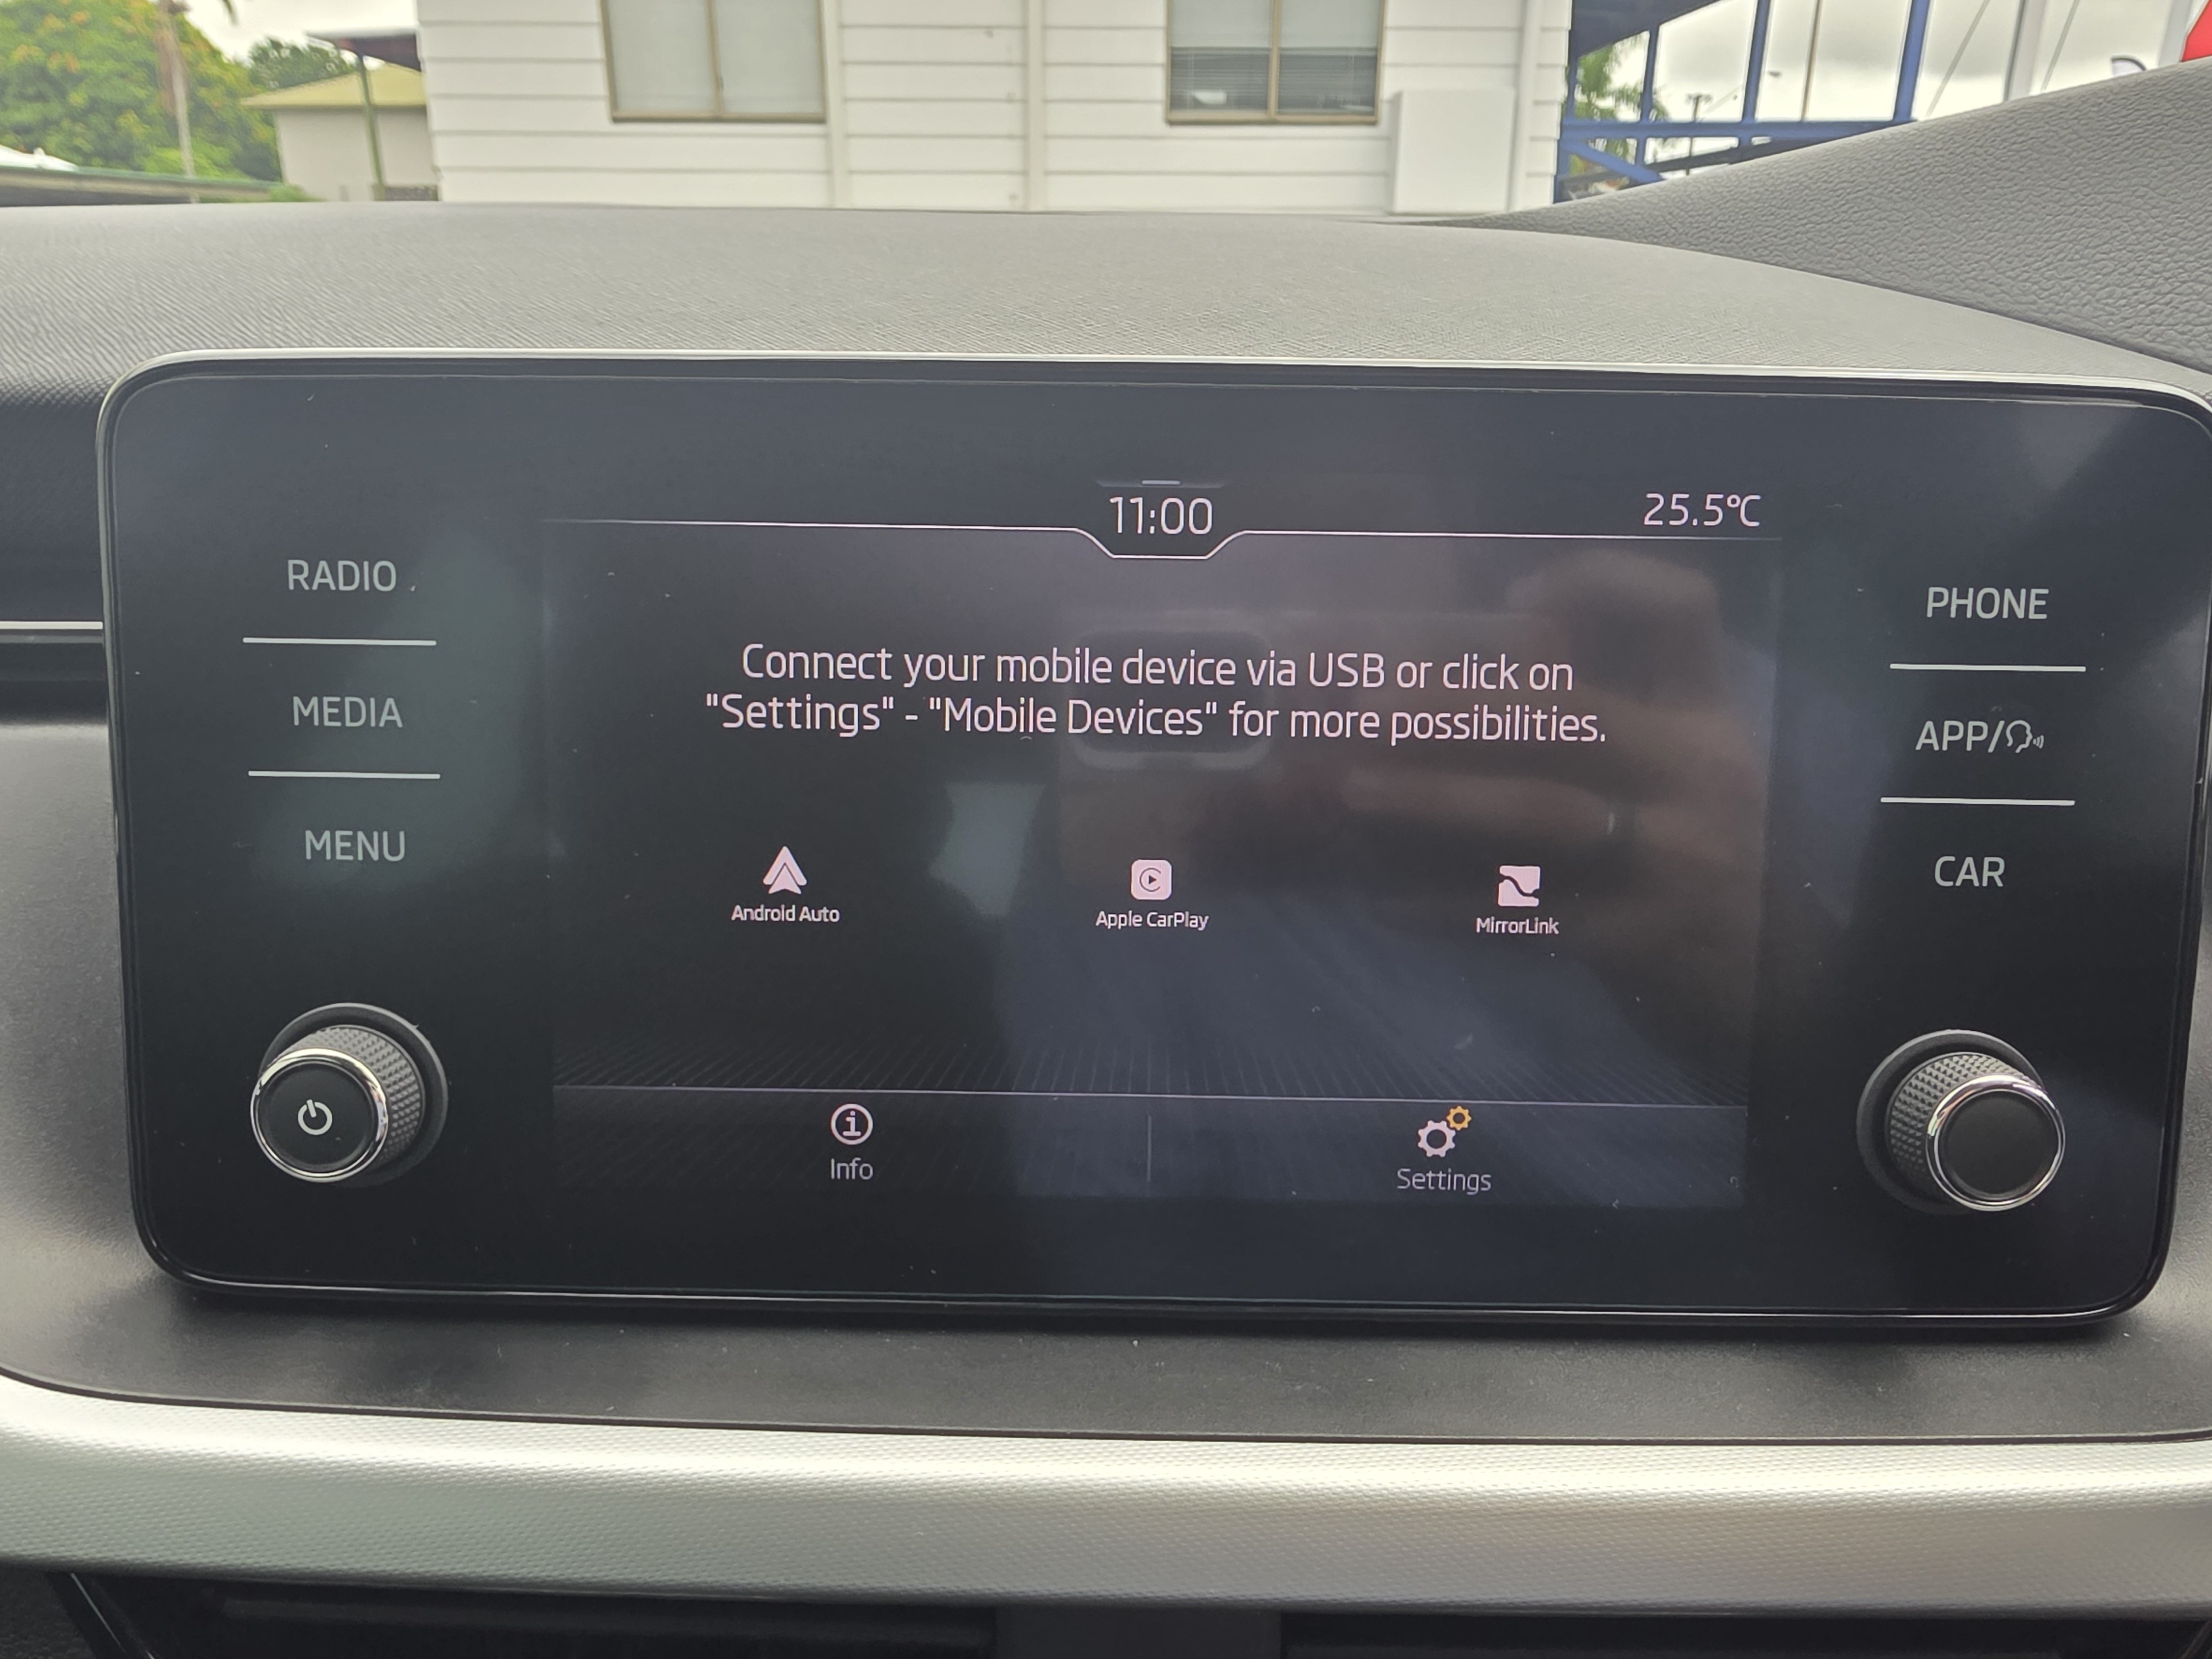 11:00
25.5°C
RADIO
MEDIA
MENU
Connect your mobile device via USB or click on
"Settings" - "Mobile Devices" for more possibilities.
Android Auto
Apple CarPlay
MirrorLink
Info
Settings
PHONE
APP/
CAR